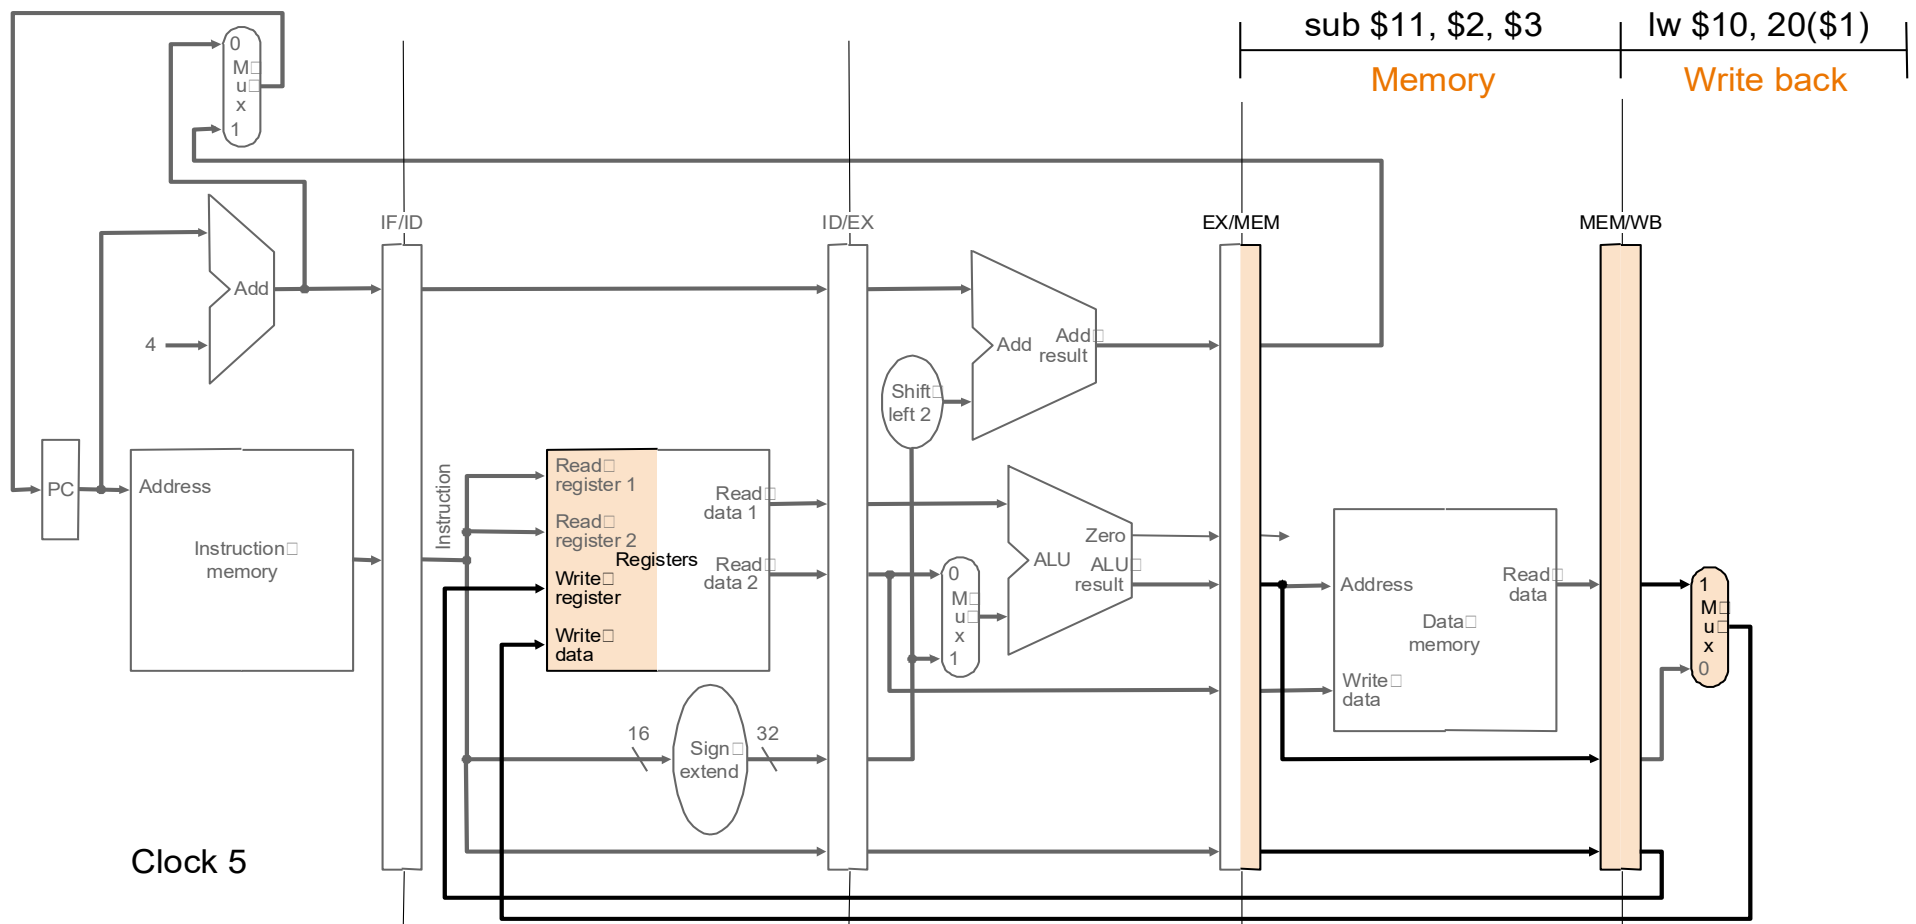 sub $11, $2, $3
lw $10, 20($1)
Memory
Write back
0
M
u
x
1
IF/ID
ID/EX
EX/MEM
MEM/WB
Add
4
Add
Add
result
Shift
left 2
PC
Address
Instruction
memory
Instruction
Read
register 1
Read
register 2
Write
register
Write
data
Registers
Read
data 1
Read
data 2
0
M
u
x
1
Zero
ALU
ALU
result
Address
Read
data
Data
memory
Write
data
1
M
u
x
0
16
Sign
extend
32
Clock 5